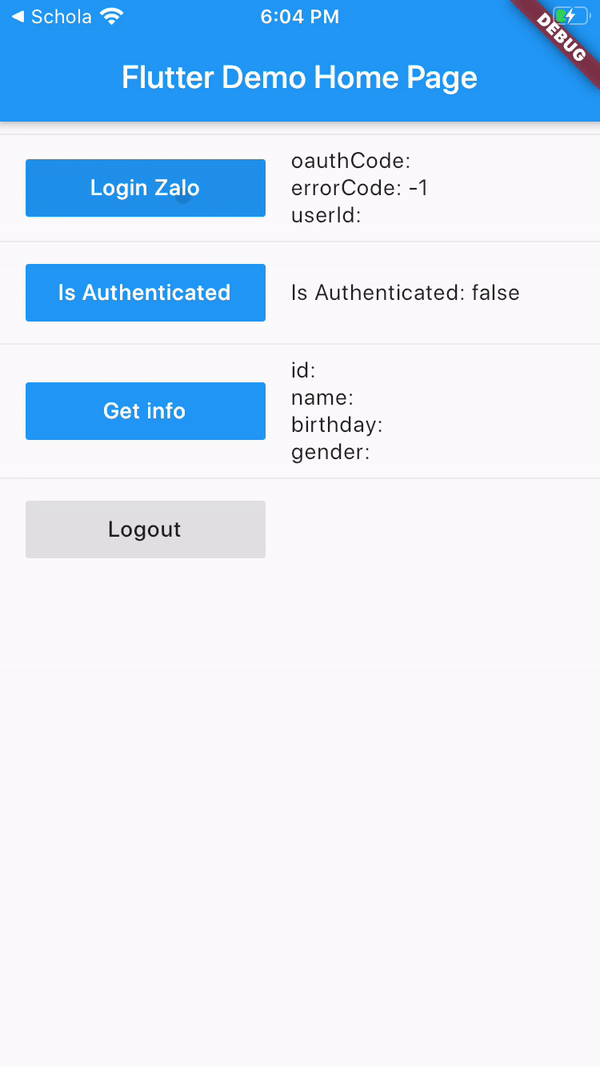 Schola
6:04 PM
DEBUG
Flutter Demo Home Page
Login Zalo
oauthCode:
errorCode: -1
userId:
Is Authenticated
Is Authenticated: false
Get info
id:
name:
birthday:
gender:
Logout